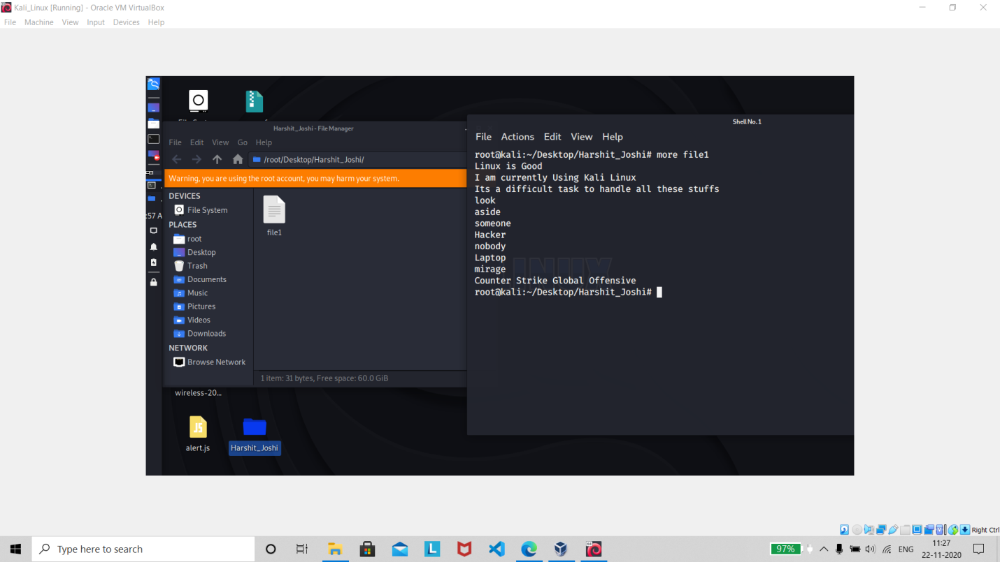 Kali_Linux [Running] - Oracle VM VirtualBox
File Machine View Input Devices Help
Harshit_Joshi - File Manager
File Edit View Go Help
/root/Desktop/Harshit_Joshi/
Warning, you are using the root account, you may harm your system.
DEVICES
File System
PLACES
root
Desktop
Trash
Documents
Music
Pictures
Videos
Downloads
NETWORK
Browse Network
file1
1 item: 31 bytes, Free space: 60.0 GiB
:57 A
wireless-20...
JS
alert.js
Harshit_Joshi
Shell No. 1
File Actions Edit View Help
root@kali:~/Desktop/Harshit_Joshi# more file1
Linux is Good
I am currently Using Kali Linux
Its a difficult task to handle all these stuffs
look
aside
someone
Hacker
nobody
Laptop
mirage
Counter Strike Global Offensive
root@kali:~/Desktop/Harshit_Joshi#
Right Ctrl
Type here to search
L
97%
ENG
11:27
22-11-2020